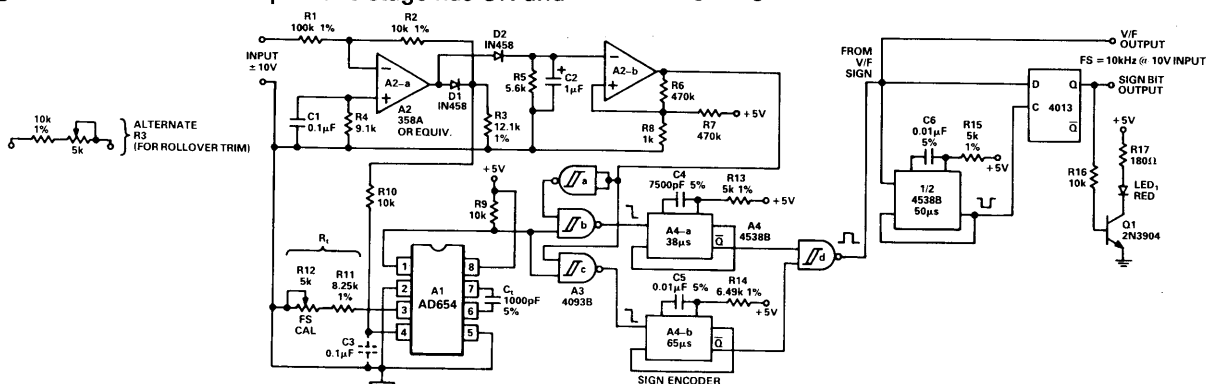 R1
100k 1%
R2
10k 1%
INPUT
± 10V
D2
IN458
A2-a
A2
358A
OR EQUIV.
D1
IN458
C1
0.1µF
R4
9.1k
R3
12.1k
1%
R5
5.6k
C2
1µF
A2-b
R6
470k
+5V
R7
470k
R8
1k
10k
1%
5k
ALTERNATE
R3
(FOR ROLLOVER TRIM)
R10
10k
+5V
R9
10k
Rt
R12
5k
FS
CAL
R11
8.25k
1%
C3
0.1µF
1
2
3
4
A1
AD654
8
7
6
5
Ct
1000pF
5%
a
b
c
A3
4093B
C4
7500pF 5%
R13
5k 1%
+5V
A4-a
38µs
Q
A4
4538B
C5
0.01µF 5%
R14
6.49k 1%
+5V
A4-b
65µs
Q
SIGN ENCODER
d
FROM
V/F
SIGN
V/F
OUTPUT
FS = 10kHz @ 10V INPUT
SIGN BIT
OUTPUT
D
C
4013
Q
Q
C6
0.01µF
5%
R15
5k
1%
+5V
1/2
4538B
50µs
R16
10k
+5V
R17
180Ω
LED1
RED
Q1
2N3904